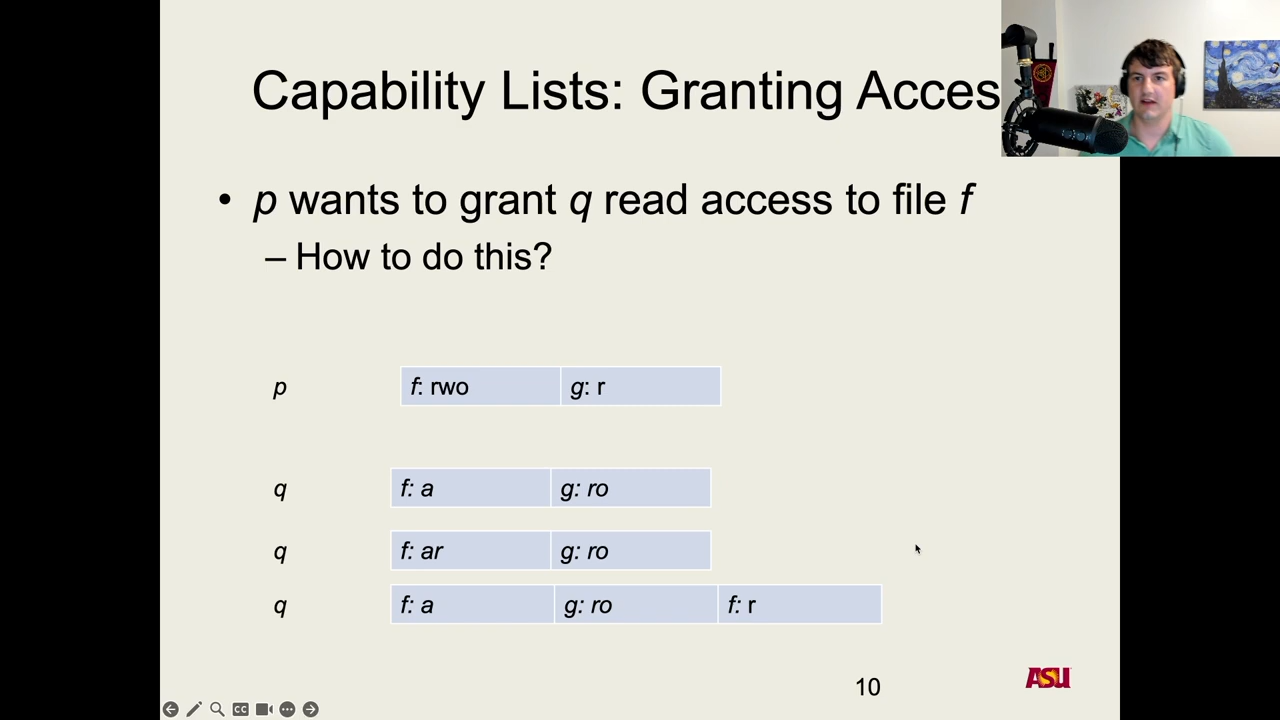 Capability Lists: Granting Acces
• p wants to grant q read access to file f
– How to do this?
p f: rwo g: r
q f: a g: ro
q f: ar g: ro
q f: a g: ro f: r
10
ASU
CC